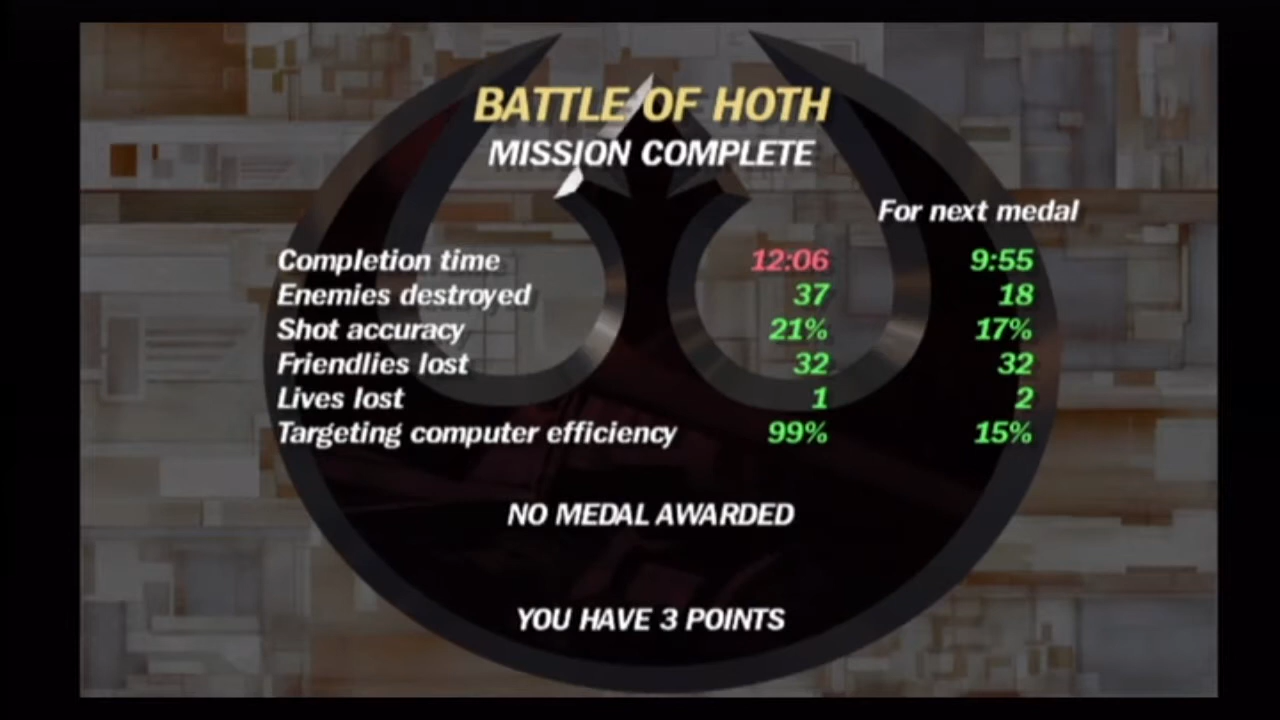 BATTLE OF HOTH
MISSION COMPLETE
For next medal
Completion time 12:06 9:55
Enemies destroyed 37 18
Shot accuracy 21% 17%
Friendlies lost 32 32
Lives lost 1 2
Targeting computer efficiency 99% 15%
NO MEDAL AWARDED
YOU HAVE 3 POINTS